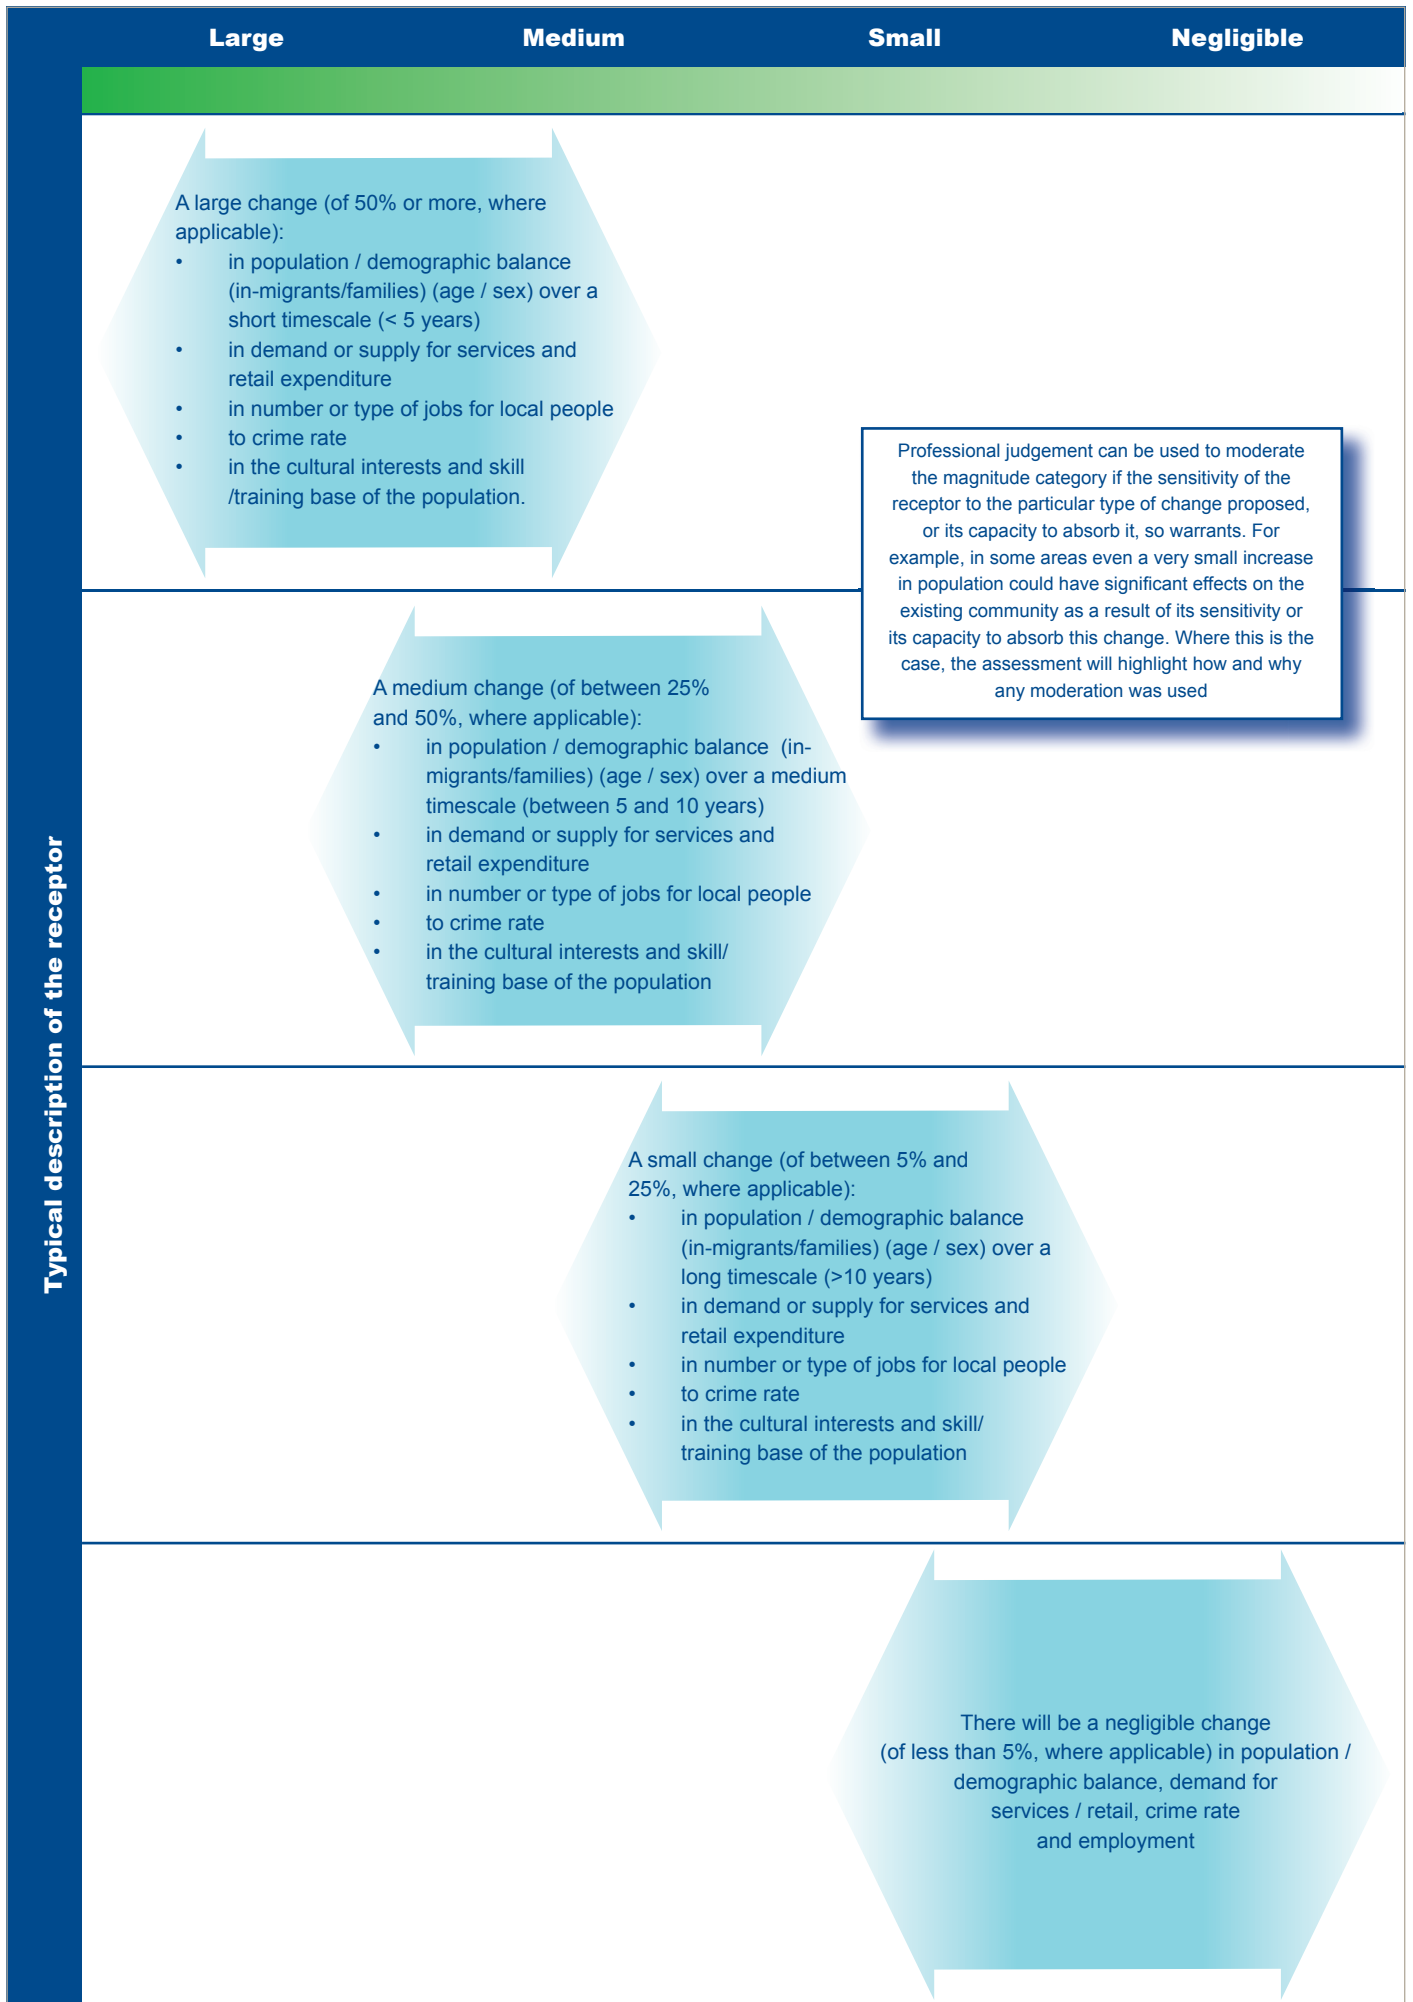 Large Medium Small Negligible
Typical description of the receptor
A large change (of 50% or more, where
applicable):
• in population / demographic balance
(in-migrants/families) (age / sex) over a
short timescale (< 5 years)
• in demand or supply for services and
retail expenditure
• in number or type of jobs for local people
• to crime rate
• in the cultural interests and skill
/training base of the population.
Professional judgement can be used to moderate
the magnitude category if the sensitivity of the
receptor to the particular type of change proposed,
or its capacity to absorb it, so warrants. For
example, in some areas even a very small increase
in population could have significant effects on the
existing community as a result of its sensitivity or
its capacity to absorb this change. Where this is the
case, the assessment will highlight how and why
any moderation was used
A medium change (of between 25%
and 50%, where applicable):
• in population / demographic balance (in-
migrants/families) (age / sex) over a medium
timescale (between 5 and 10 years)
• in demand or supply for services and
retail expenditure
• in number or type of jobs for local people
• to crime rate
• in the cultural interests and skill/
training base of the population
A small change (of between 5% and
25%, where applicable):
• in population / demographic balance
(in-migrants/families) (age / sex) over a
long timescale (>10 years)
• in demand or supply for services and
retail expenditure
• in number or type of jobs for local people
• to crime rate
• in the cultural interests and skill/
training base of the population
There will be a negligible change
(of less than 5%, where applicable) in population /
demographic balance, demand for
services / retail, crime rate
and employment